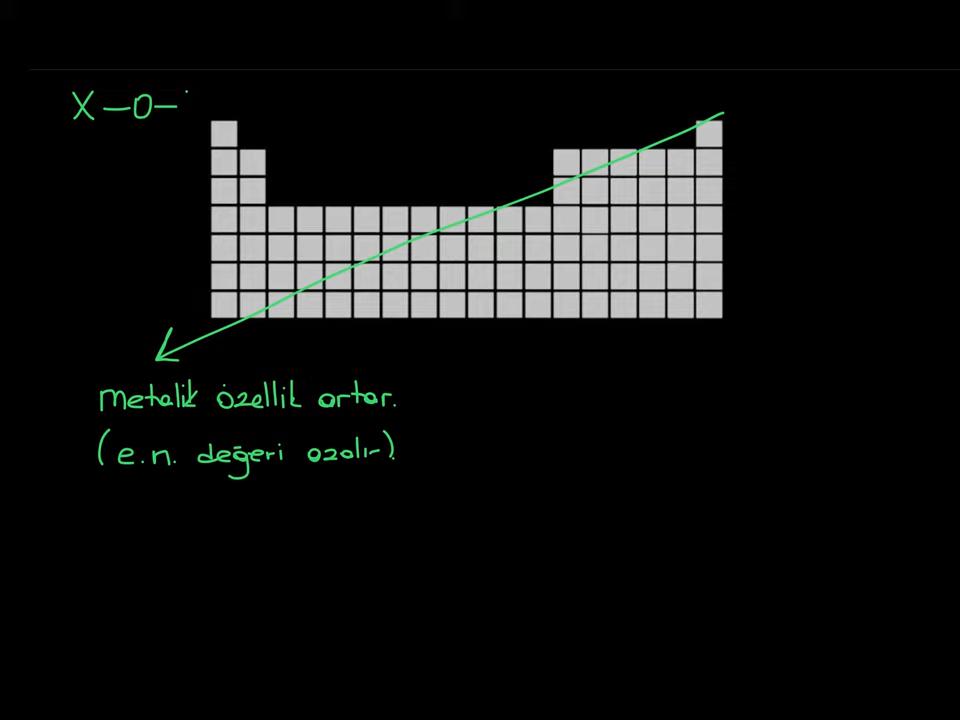 X-O-
metalik özellik artar.
(e.n. değeri azalır)